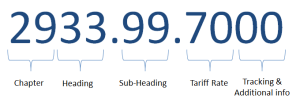 2933.99.7000
Chapter Heading Sub-Heading Tariff Rate Tracking &
Additional info